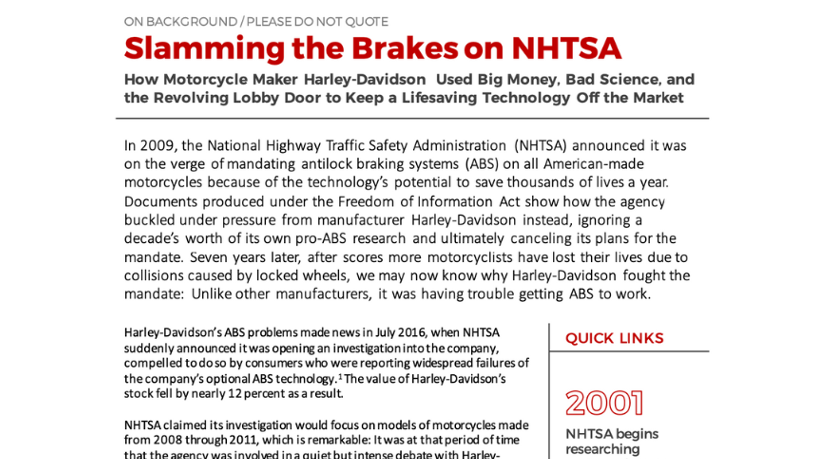 ON BACKGROUND / PLEASE DO NOT QUOTE
Slamming the Brakes on NHTSA
How Motorcycle Maker Harley-Davidson Used Big Money, Bad Science, and
the Revolving Lobby Door to Keep a Lifesaving Technology Off the Market
In 2009, the National Highway Traffic Safety Administration (NHTSA) announced it was
on the verge of mandating antilock braking systems (ABS) on all American-made
motorcycles because of the technology's potential to save thousands of lives a year.
Documents produced under the Freedom of Information Act show how the agency
buckled under pressure from manufacturer Harley-Davidson instead, ignoring a
decade's worth of its own pro-ABS research and ultimately canceling its plans for the
mandate. Seven years later, after scores more motorcyclists have lost their lives due to
collisions caused by locked wheels, we may now know why Harley-Davidson fought the
mandate: Unlike other manufacturers, it was having trouble getting ABS to work.
Harley-Davidson's ABS problems made news in July 2016, when NHTSA
suddenly announced it was opening an investigation into the company,
compelled to do so by consumers who were reporting widespread failures of
the company's optional ABS technology.¹ The value of Harley-Davidson's
stock fell by nearly 12 percent as a result.
NHTSA claimed its investigation would focus on models of motorcycles made
from 2008 through 2011, which is remarkable: It was at that period of time
that the agency was involved in a quiet but intense debate with Harley-
QUICK LINKS
2001
NHTSA begins
researching